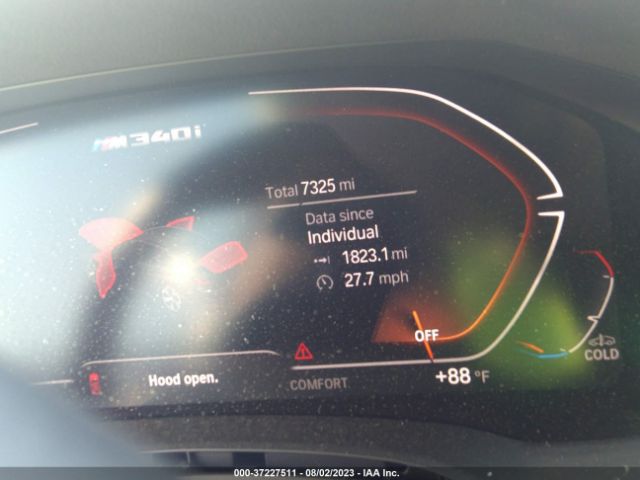 M340i
Total 7325 mi
Data since
Individual
1823.1 mi
27.7 mph
OFF
COLD
Hood open.
COMFORT
+88 °F
000-37227511 - 08/02/2023 - IAA Inc.